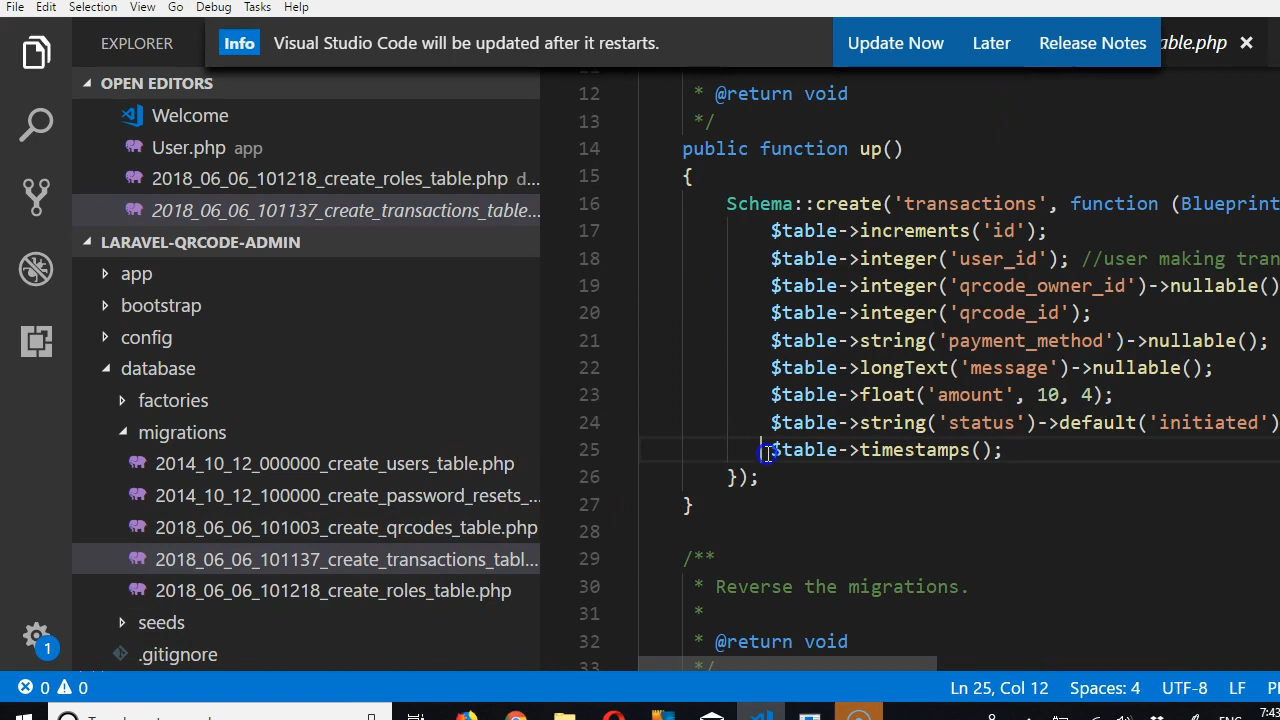 File Edit Selection View Go Debug Tasks Help
EXPLORER
Info Visual Studio Code will be updated after it restarts. Update Now Later Release Notes
able.php ×
OPEN EDITORS
Welcome
User.php app
2018_06_06_101218_create_roles_table.php d...
2018_06_06_101137_create_transactions_table...
LARAVEL-QRCODE-ADMIN
app
bootstrap
config
database
factories
migrations
2014_10_12_000000_create_users_table.php
2014_10_12_100000_create_password_resets_...
2018_06_06_101003_create_qrcodes_table.php
2018_06_06_101137_create_transactions_tabl...
2018_06_06_101218_create_roles_table.php
seeds
.gitignore
1
12 * @return void
13 */
14 public function up()
15 {
16 Schema::create('transactions', function (Blueprint
17 $table->increments('id');
18 $table->integer('user_id'); //user making tran
19 $table->integer('qrcode_owner_id')->nullable()
20 $table->integer('qrcode_id');
21 $table->string('payment_method')->nullable();
22 $table->longText('message')->nullable();
23 $table->float('amount', 10, 4);
24 $table->string('status')->default('initiated')
25 $table->timestamps();
26 });
27 }
28
29 /**
30 * Reverse the migrations.
31 *
32 * @return void
33 */
0 0 Ln 25, Col 12 Spaces: 4 UTF-8 LF
7:43